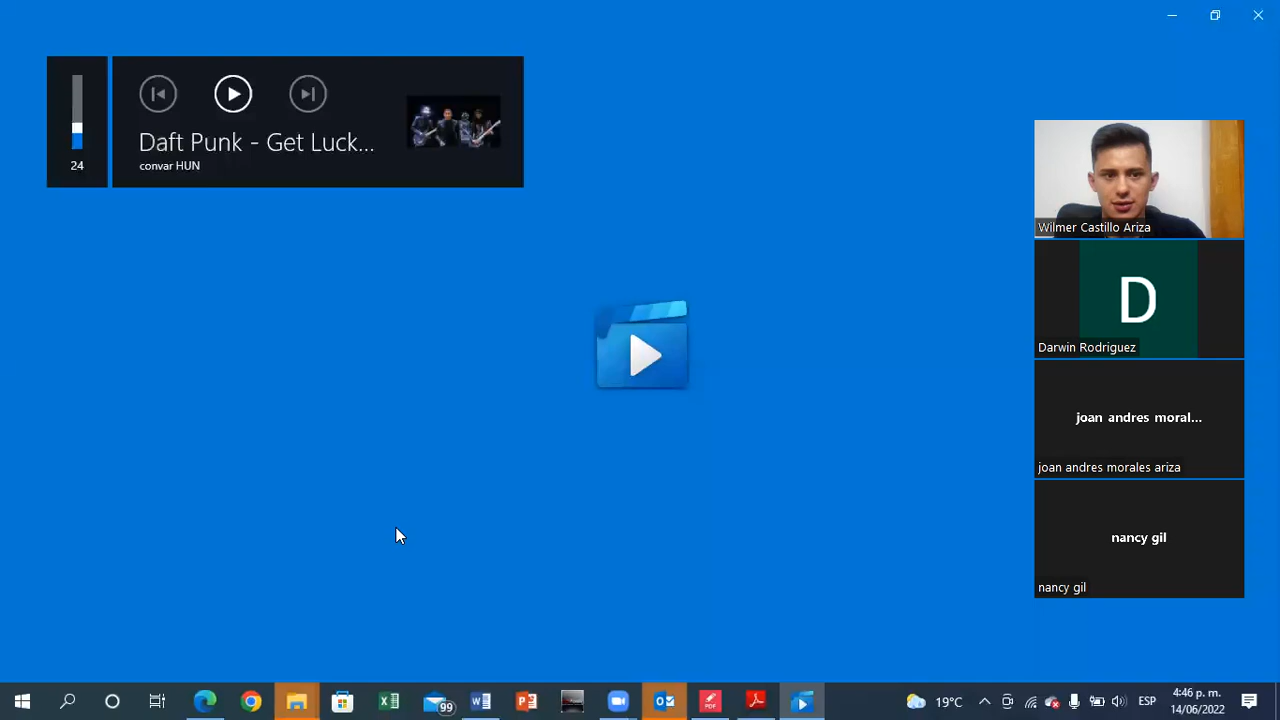 Daft Punk - Get Luck...
convar HUN
24
Wilmer Castillo Ariza
D
Darwin Rodriguez
joan andres moral...
joan andres morales ariza
nancy gil
nancy gil
99
PDF
19°C
ESP
4:46 p. m.
14/06/2022